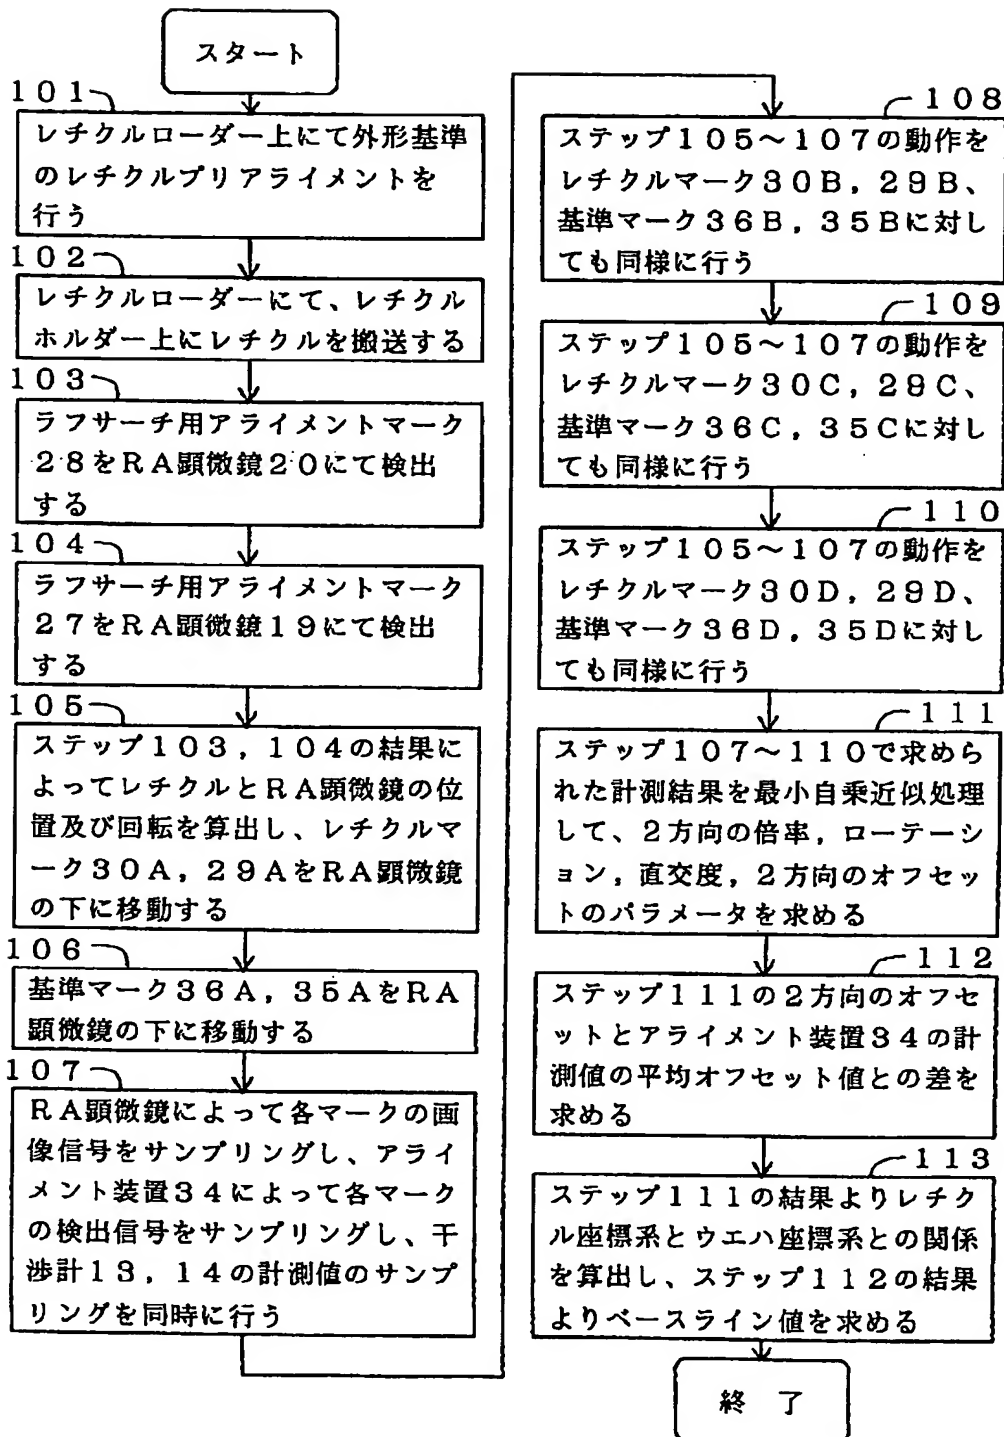 スタート
101
レチクルローダー上にて外形基準
のレチクルプリアライメントを
行う
102
レチクルローダーにて、レチクル
ホルダー上にレチクルを搬送する
103
ラフサーチ用アライメントマーク
28をRA顕微鏡20にて検出
する
104
ラフサーチ用アライメントマーク
27をRA顕微鏡19にて検出
する
105
ステップ103,104の結果に
よってレチクルとRA顕微鏡の位
置及び回転を算出し、レチクルマ
ーク30A,29AをRA顕微鏡
の下に移動する
106
基準マーク36A,35AをRA
顕微鏡の下に移動する
107
RA顕微鏡によって各マークの画
像信号をサンプリングし、アライ
メント装置34によって各マーク
の検出信号をサンプリングし、干
渉計13,14の計測値のサンプ
リングを同時に行う
108
ステップ105~107の動作を
レチクルマーク30B,29B、
基準マーク36B,35Bに対し
ても同様に行う
109
ステップ105~107の動作を
レチクルマーク30C,29C、
基準マーク36C,35Cに対し
ても同様に行う
110
ステップ105~107の動作を
レチクルマーク30D,29D、
基準マーク36D,35Dに対し
ても同様に行う
111
ステップ107~110で求めら
れた計測結果を最小自乗近似処理
して、2方向の倍率,ローテーシ
ョン,直交度,2方向のオフセッ
トのパラメータを求める
112
ステップ111の2方向のオフセ
ットとアライメント装置34の計
測値の平均オフセット値との差を
求める
113
ステップ111の結果よりレチク
ル座標系とウエハ座標系との関係
を算出し、ステップ112の結果
よりベースライン値を求める
終 了